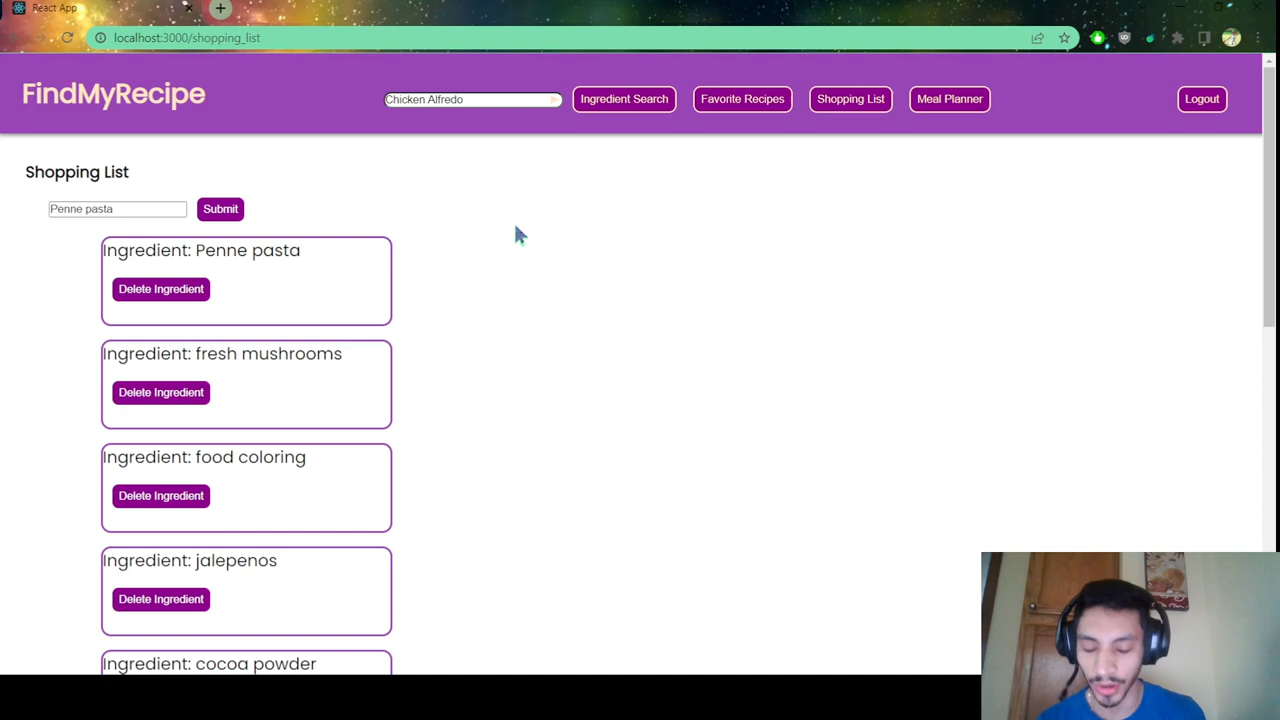 React App
localhost:3000/shopping_list
FindMyRecipe
Chicken Alfredo
Ingredient Search
Favorite Recipes
Shopping List
Meal Planner
Logout
Shopping List
Penne pasta
Submit
Ingredient: Penne pasta
Delete Ingredient
Ingredient: fresh mushrooms
Delete Ingredient
Ingredient: food coloring
Delete Ingredient
Ingredient: jalepenos
Delete Ingredient
Ingredient: cocoa powder